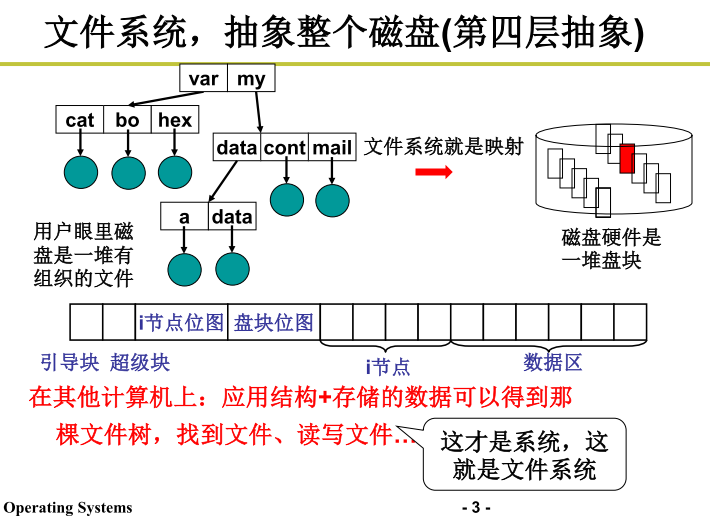 文件系统，抽象整个磁盘(第四层抽象)
var my
cat bo hex
data cont mail
文件系统就是映射
a data
用户眼里磁
盘是一堆有
组织的文件
磁盘硬件是
一堆盘块
i节点位图 盘块位图
引导块 超级块 i节点 数据区
在其他计算机上：应用结构+存储的数据可以得到那
棵文件树，找到文件、读写文件…
这才是系统，这
就是文件系统
Operating Systems
- 3 -